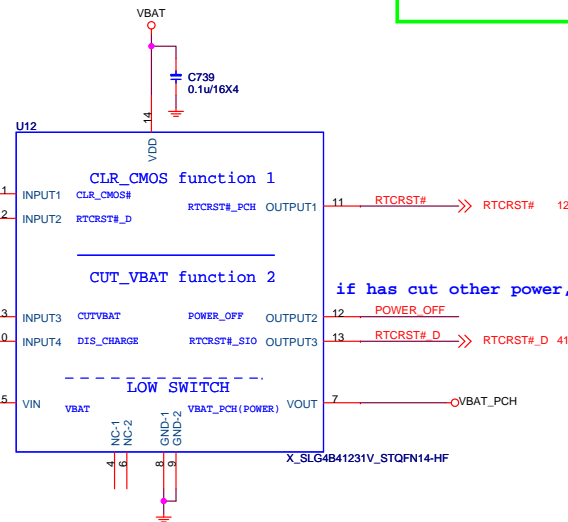 VBAT
C739
0.1u/16X4
14
U12
VDD
CLR_CMOS function 1
1 INPUT1 CLR_CMOS#
RTCRST#_PCH OUTPUT1 11 RTCRST# RTCRST# 12
2 INPUT2 RTCRST#_D
CUT_VBAT function 2
if has cut other power,
3 INPUT3 CUTVBAT POWER_OFF OUTPUT2 12 POWER_OFF
0 INPUT4 DIS_CHARGE RTCRST#_SIO OUTPUT3 13 RTCRST#_D RTCRST#_D 41
LOW SWITCH
5 VIN VBAT VBAT_PCH(POWER) VOUT 7 VBAT_PCH
NC-1
NC-2
GND-1
GND-2
4
6
8
9
X_SLG4B41231V_STQFN14-HF